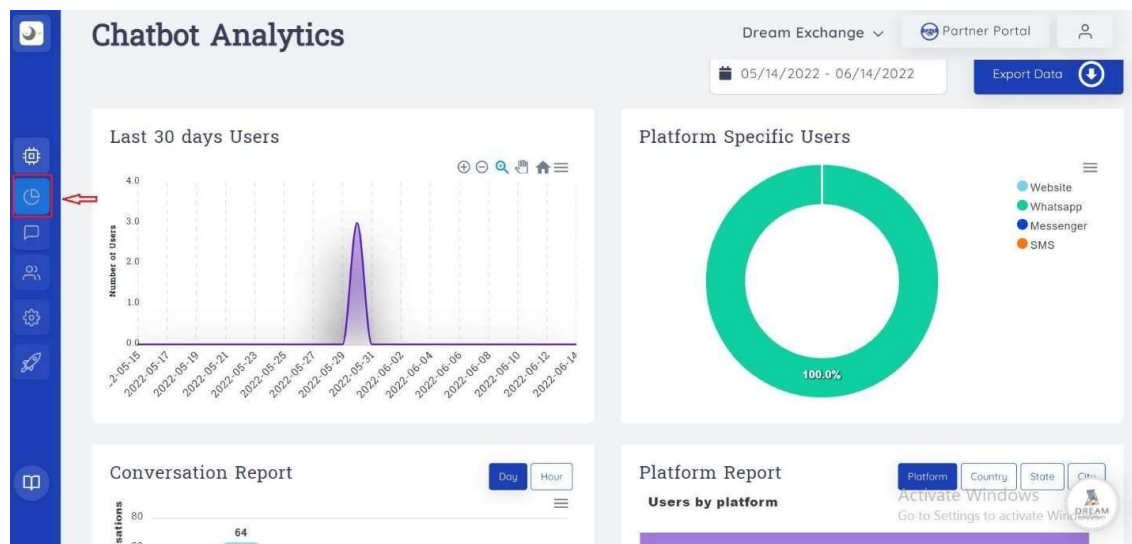 Chatbot Analytics
Dream Exchange
Partner Portal
05/14/2022 - 06/14/2022
Export Data
Last 30 days Users
4.0
3.0
2.0
1.0
0.0
Number of Users
2-05-15
2022-05-17
2022-05-19
2022-05-21
2022-05-23
2022-05-25
2022-05-27
2022-05-29
2022-05-31
2022-06-02
2022-06-04
2022-06-06
2022-06-08
2022-06-10
2022-06-12
2022-06-14
Platform Specific Users
Website
Whatsapp
Messenger
SMS
100.0%
Conversation Report
Day
Hour
80
64
sations
Platform Report
Platform
Country
State
City
Users by platform
Activate Windows
Go to Settings to activate Windows.
DREAM